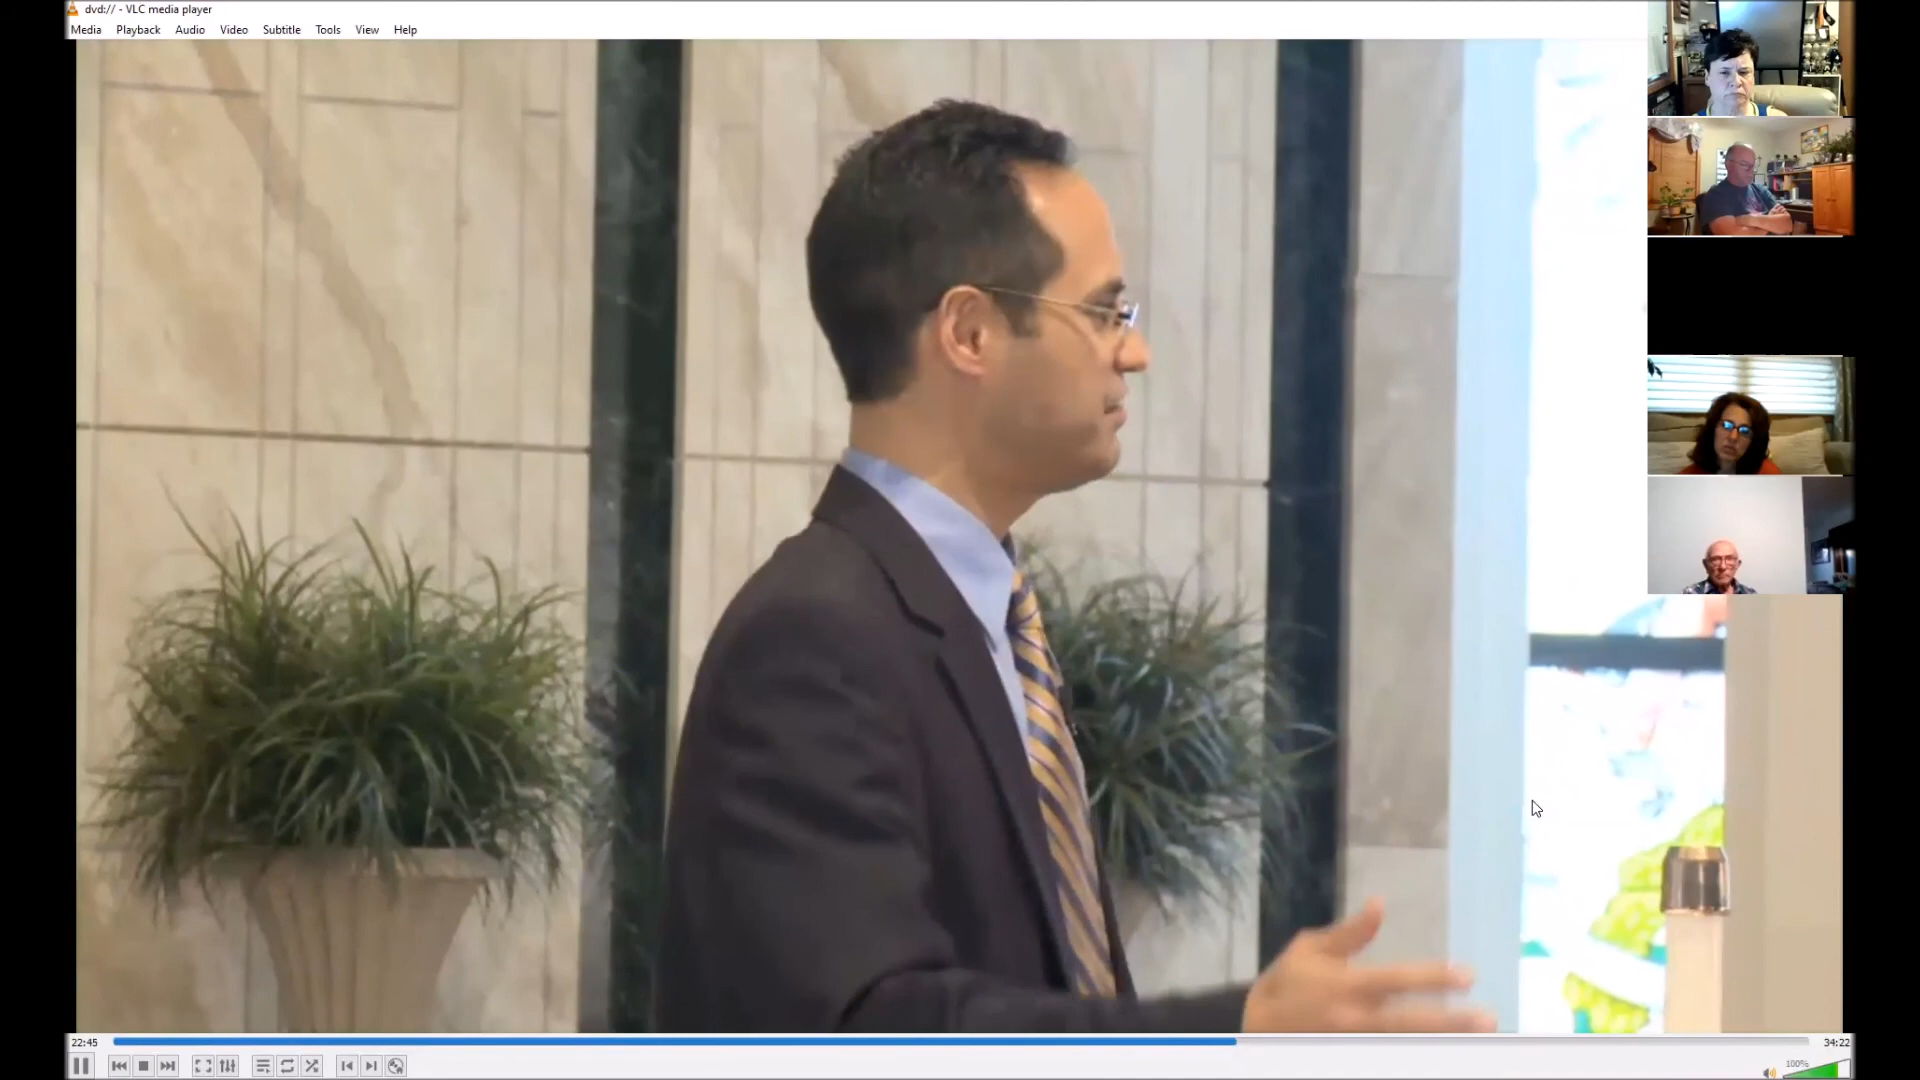 dvd:// - VLC media player
Media Playback Audio Video Subtitle Tools View Help
22:45
34:22
100%